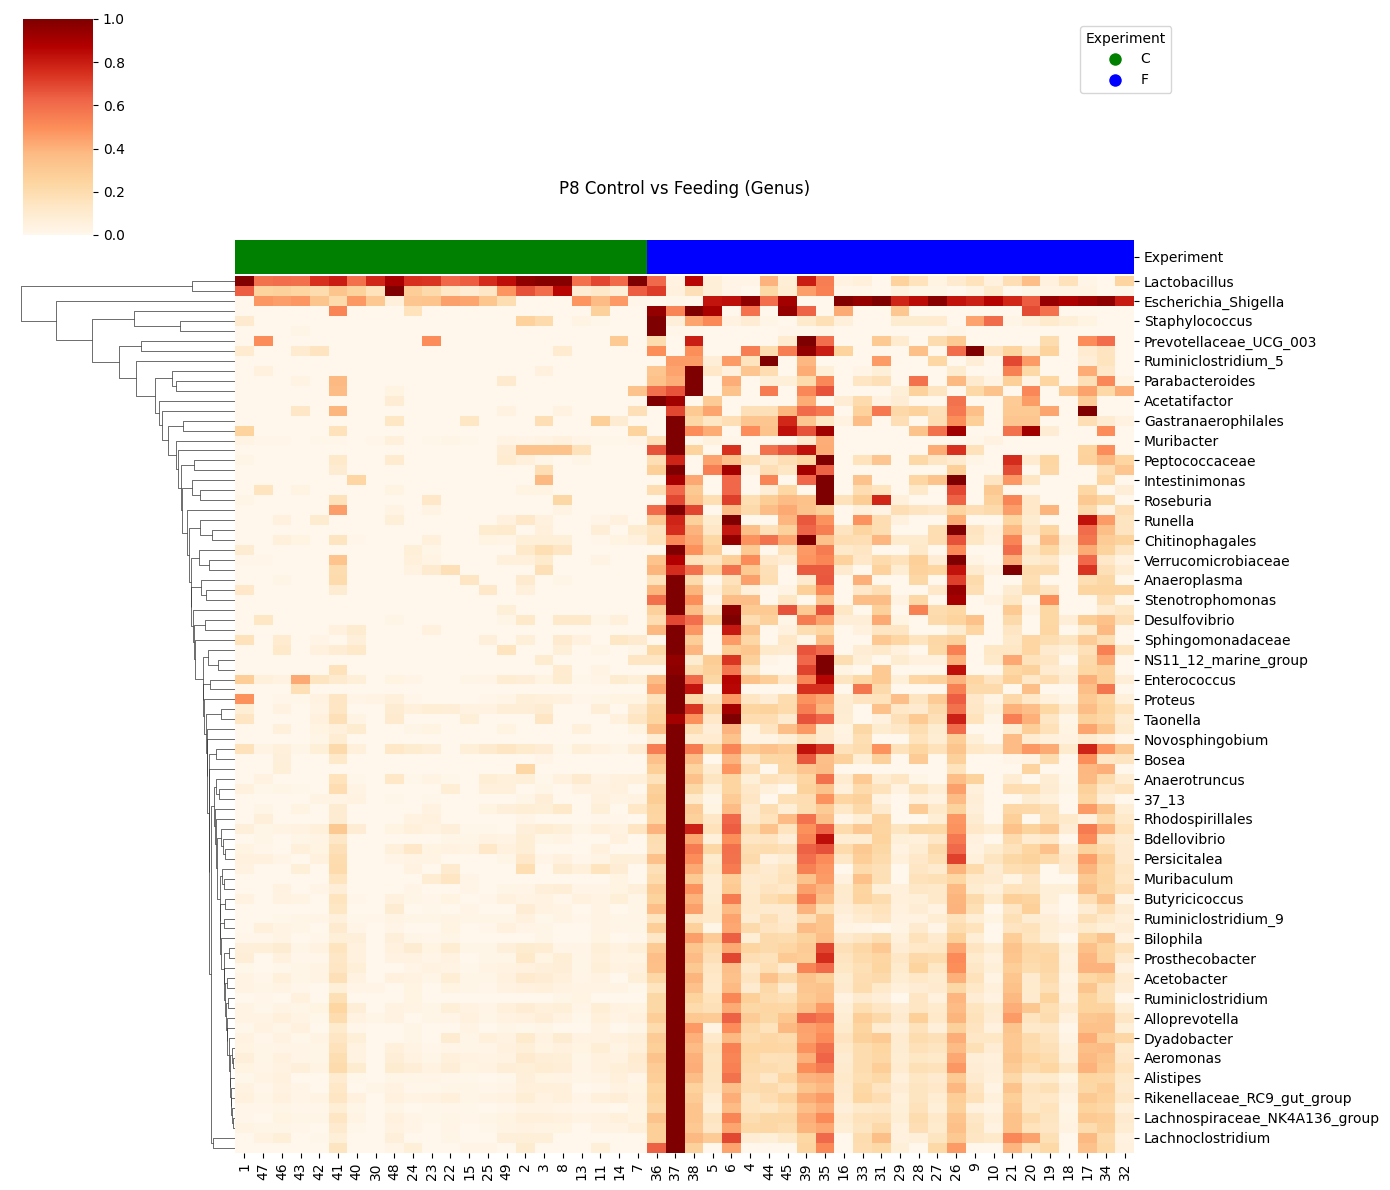 1.0
0.8
0.6
0.4
0.2
0.0
Experiment
C
F
P8 Control vs Feeding (Genus)
Experiment
Lactobacillus
Escherichia_Shigella
Staphylococcus
Prevotellaceae_UCG_003
Ruminiclostridium_5
Parabacteroides
Acetatifactor
Gastranaerophilales
Muribacter
Peptococcaceae
Intestinimonas
Roseburia
Runella
Chitinophagales
Verrucomicrobiaceae
Anaeroplasma
Stenotrophomonas
Desulfovibrio
Sphingomonadaceae
NS11_12_marine_group
Enterococcus
Proteus
Taonella
Novosphingobium
Bosea
Anaerotruncus
37_13
Rhodospirillales
Bdellovibrio
Persicitalea
Muribaculum
Butyricicoccus
Ruminiclostridium_9
Bilophila
Prosthecobacter
Acetobacter
Ruminiclostridium
Alloprevotella
Dyadobacter
Aeromonas
Alistipes
Rikenellaceae_RC9_gut_group
Lachnospiraceae_NK4A136_group
Lachnoclostridium
1 47 46 43 42 41 40 30 48 24 23 22 15 25 49 2 3 8 13 11 14 7 36 37 38 5 6 4 44 45 39 35 16 33 31 29 28 27 26 9 10 21 20 19 18 17 34 32